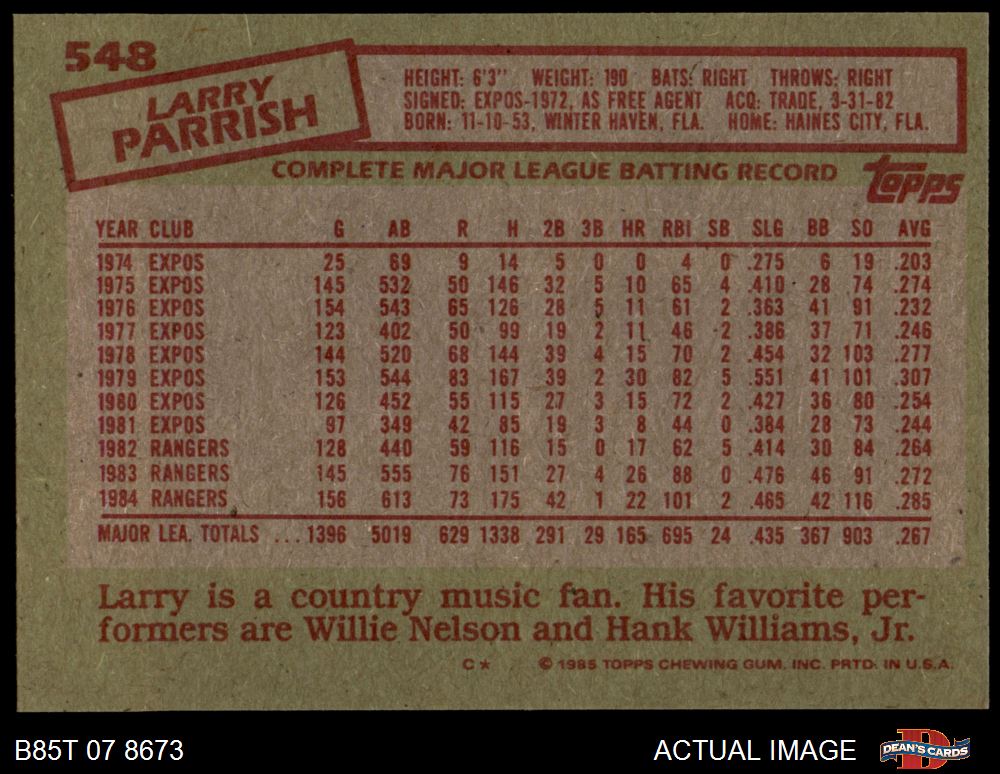 548
LARRY
PARRISH
HEIGHT: 6'3" WEIGHT: 190 BATS: RIGHT THROWS: RIGHT
SIGNED: EXPOS-1972, AS FREE AGENT ACQ: TRADE, 3-31-82
BORN: 11-10-53, WINTER HAVEN, FLA. HOME: HAINES CITY, FLA.
COMPLETE MAJOR LEAGUE BATTING RECORD
TOPPS
YEAR CLUB G AB R H 2B 3B HR RBI SB SLG BB SO AVG
1974 EXPOS 25 69 9 14 5 0 0 4 0 .275 6 19 .203
1975 EXPOS 145 532 50 146 32 5 10 65 4 .410 28 74 .274
1976 EXPOS 154 543 65 126 28 5 11 61 2 .363 41 91 .232
1977 EXPOS 123 402 50 99 19 2 11 46 2 .386 37 71 .246
1978 EXPOS 144 520 68 144 39 4 15 70 2 .454 32 103 .277
1979 EXPOS 153 544 83 167 39 2 30 82 5 .551 41 101 .307
1980 EXPOS 126 452 55 115 27 3 15 72 2 .427 36 80 .254
1981 EXPOS 97 349 42 85 19 3 8 44 0 .384 28 73 .244
1982 RANGERS 128 440 59 116 15 0 17 62 5 .414 30 84 .264
1983 RANGERS 145 555 76 151 27 4 26 88 0 .476 46 91 .272
1984 RANGERS 156 613 73 175 42 1 22 101 2 .465 42 116 .285
MAJOR LEA. TOTALS ... 1396 5019 629 1338 291 29 165 695 24 .435 367 903 .267
Larry is a country music fan. His favorite per-
formers are Willie Nelson and Hank Williams, Jr.
C* © 1985 TOPPS CHEWING GUM, INC. PRTD. IN U.S.A.
B85T 07 8673 ACTUAL IMAGE DEAN'S CARDS